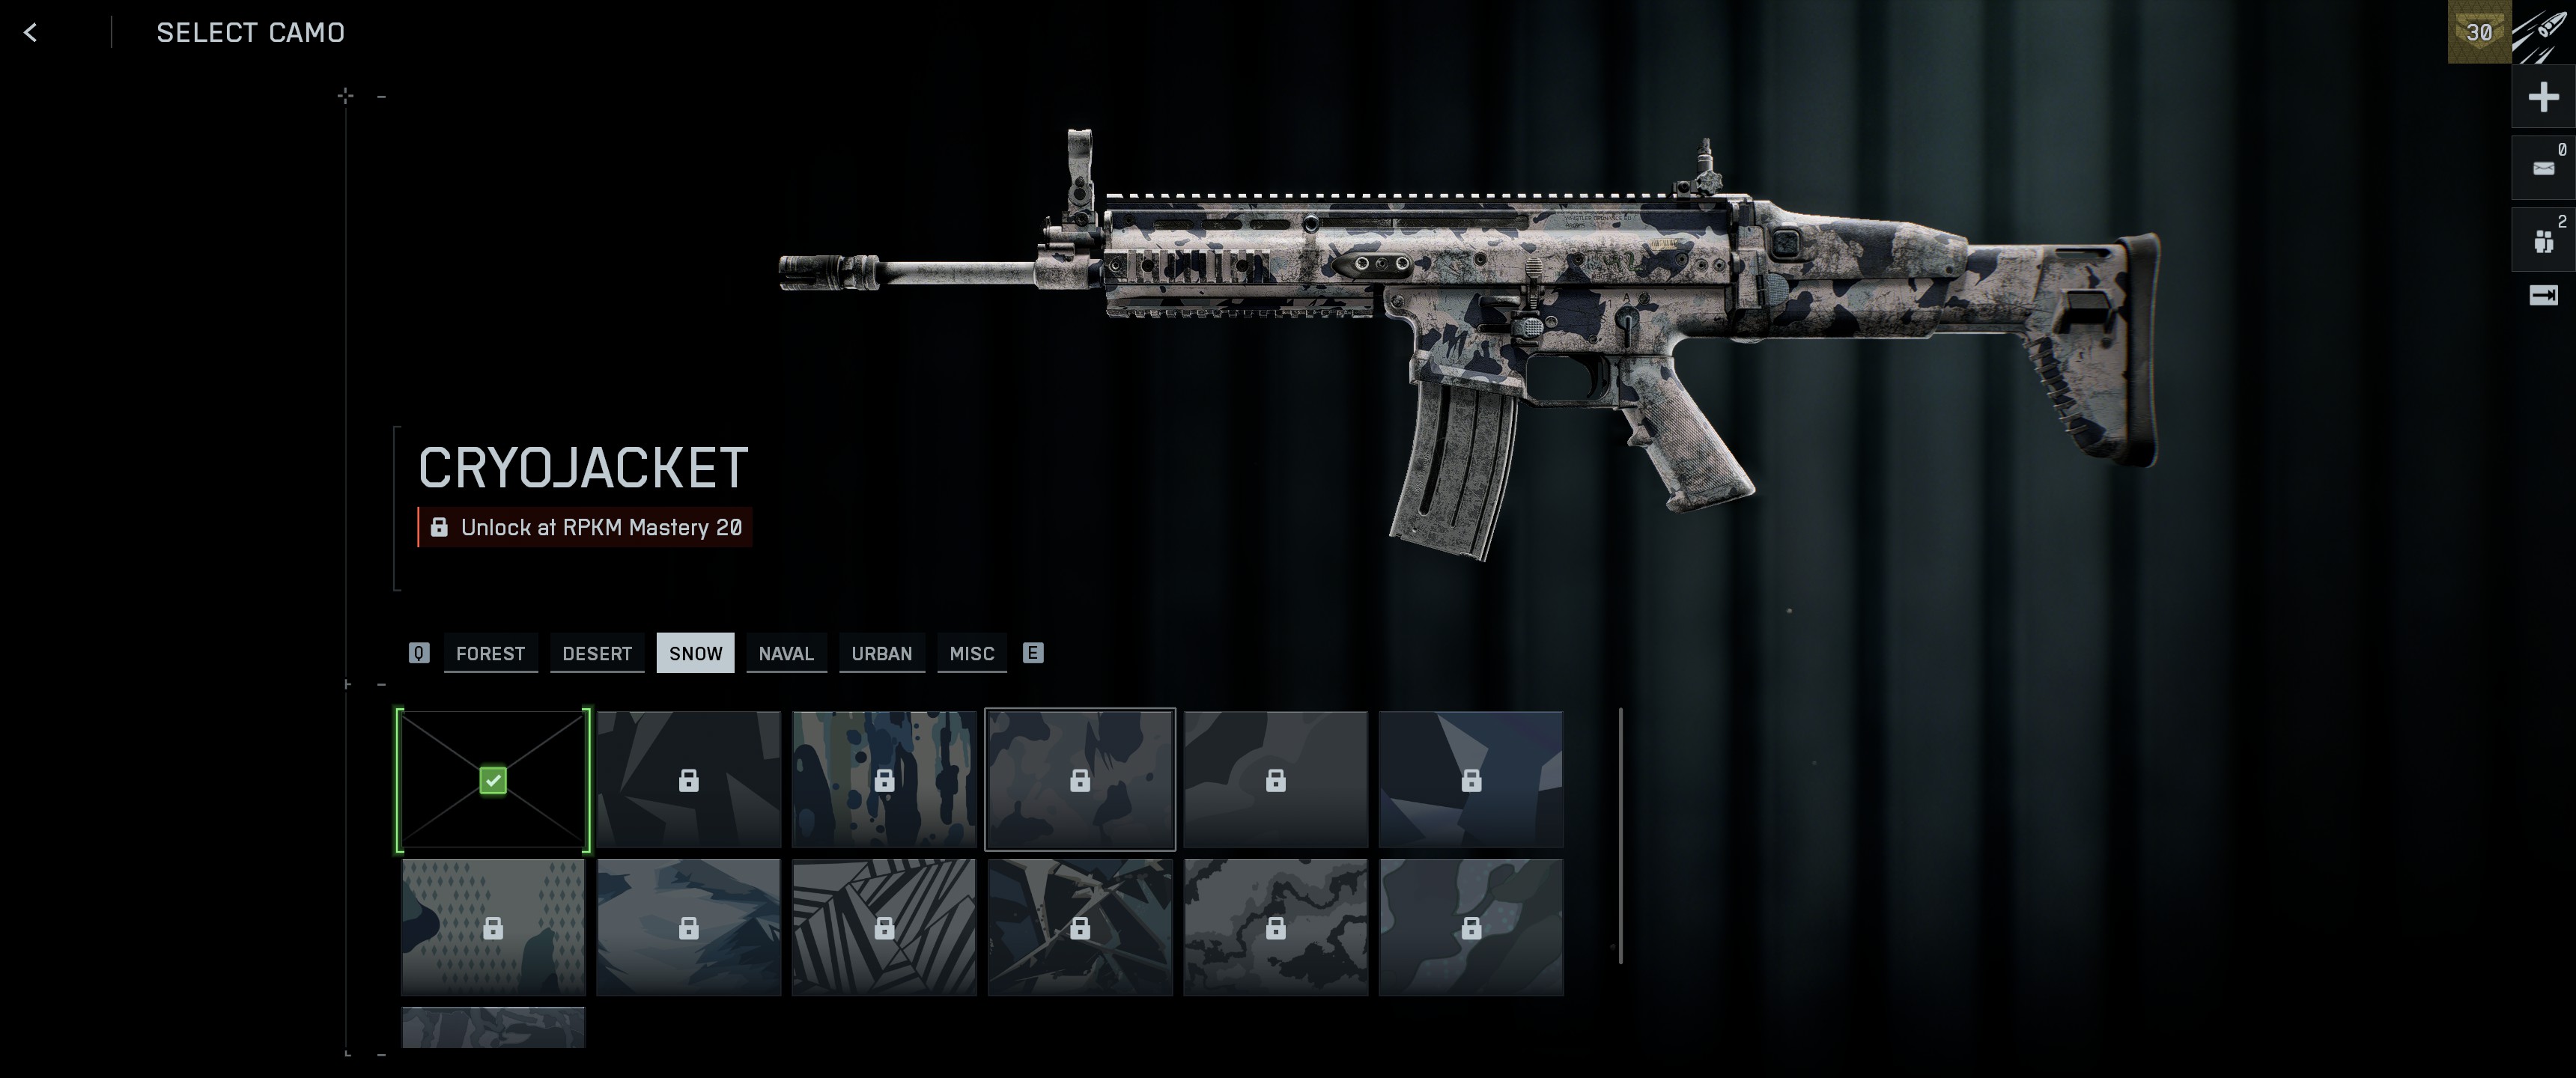 SELECT CAMO
30
0
2
CRYOJACKET
Unlock at RPKM Mastery 20
Q FOREST DESERT SNOW NAVAL URBAN MISC E